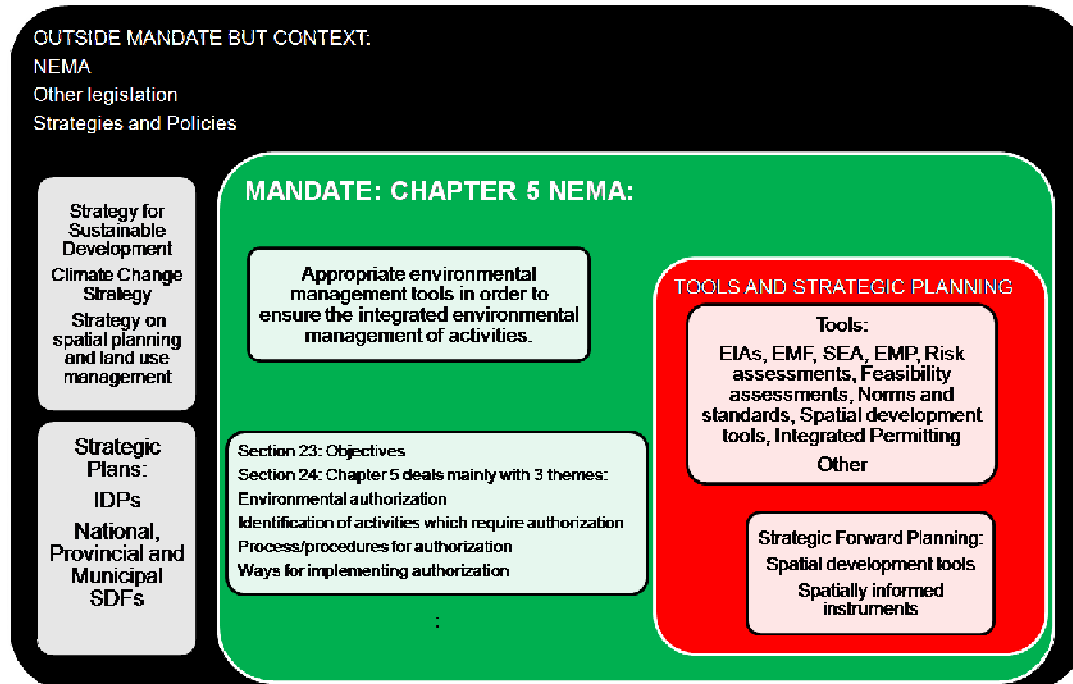 OUTSIDE MANDATE BUT CONTEXT:
NEMA
Other legislation
Strategies and Policies
Strategy for
Sustainable
Development
Climate Change
Strategy
Strategy on
spatial planning
and land use
management
Strategic
Plans:
IDPs
National,
Provincial and
Municipal
SDFs
MANDATE: CHAPTER 5 NEMA:
Appropriate environmental
management tools in order to
ensure the integrated environmental
management of activities.
Section 23: Objectives
Section 24: Chapter 5 deals mainly with 3 themes:
Environmental authorization
Identification of activities which require authorization
Process/procedures for authorization
Ways for implementing authorization
:
TOOLS AND STRATEGIC PLANNING
Tools:
EIAs, EMF, SEA, EMP, Risk
assessments, Feasibility
assessments, Norms and
standards, Spatial development
tools, Integrated Permitting
Other
Strategic Forward Planning:
Spatial development tools
Spatially informed
instruments